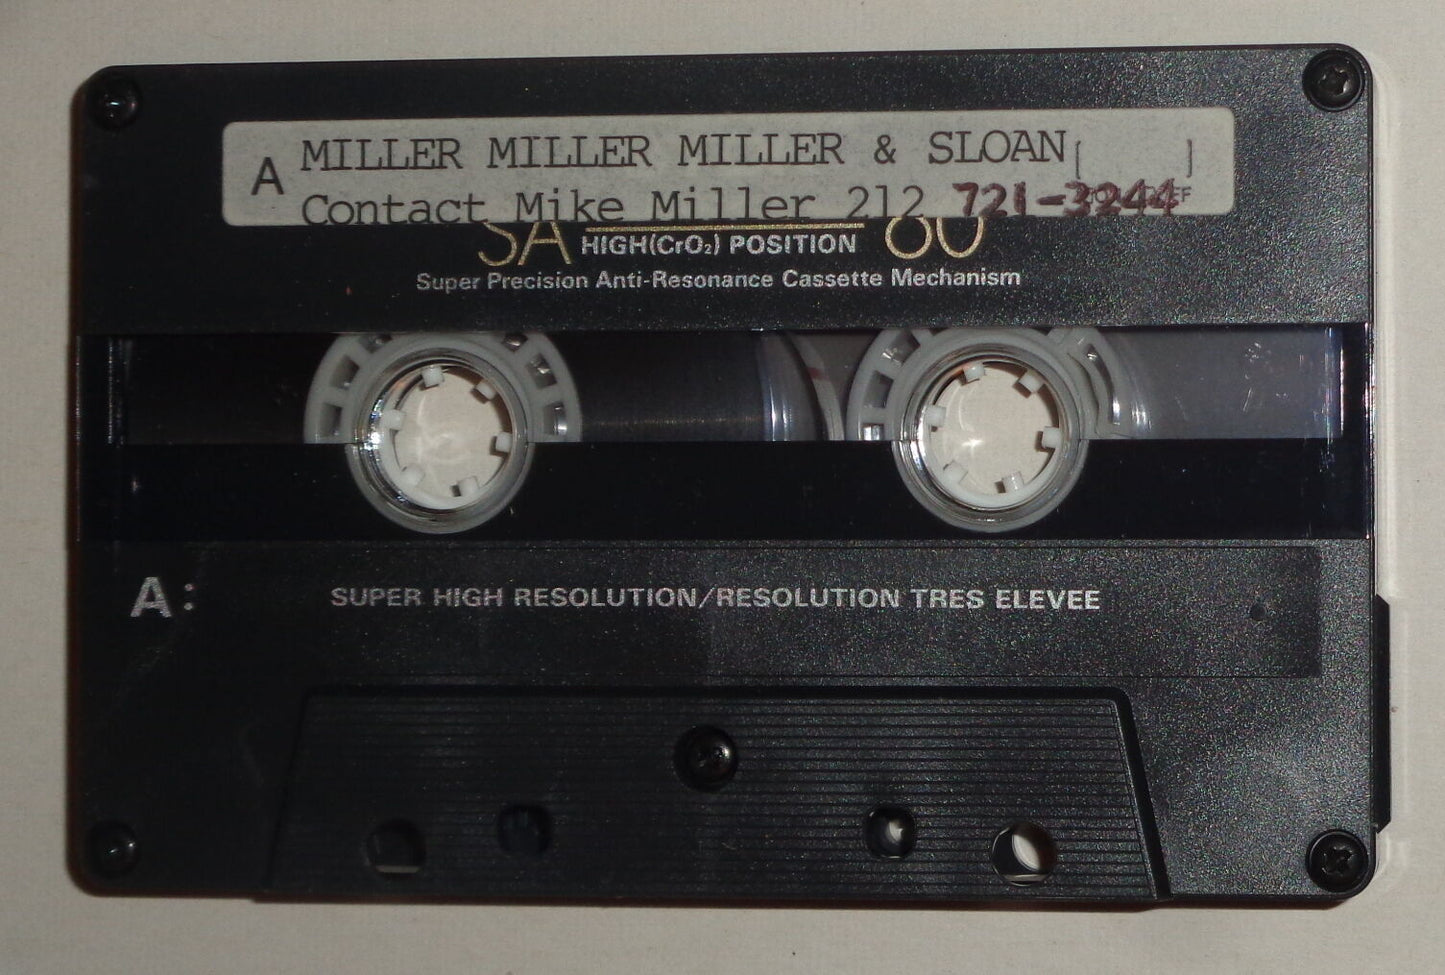 A MILLER MILLER MILLER & SLOAN [ ]
Contact Mike Miller 212 721-3244
SA HIGH(CrO₂) POSITION 60
Super Precision Anti-Resonance Cassette Mechanism
A: SUPER HIGH RESOLUTION/RESOLUTION TRES ELEVEE